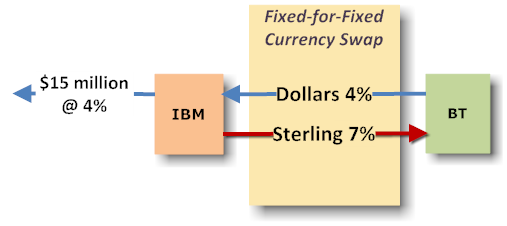 Fixed-for-Fixed
Currency Swap
$15 million
@ 4%
IBM
Dollars 4%
Sterling 7%
BT